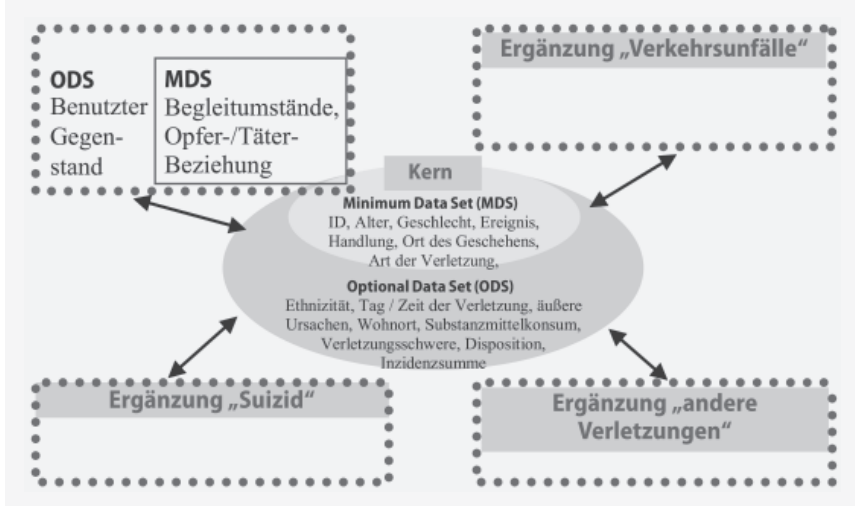 ODS
Benutzter
Gegen-
stand
MDS
Begleitumstände,
Opfer-/Täter-
Beziehung
Ergänzung „Verkehrsunfälle“
Kern
Minimum Data Set (MDS)
ID, Alter, Geschlecht, Ereignis,
Handlung, Ort des Geschehens,
Art der Verletzung,
Optional Data Set (ODS)
Ethnizität, Tag / Zeit der Verletzung, äußere
Ursachen, Wohnort, Substanzmittelkonsum,
Verletzungsschwere, Disposition,
Inzidenzsumme
Ergänzung „Suizid“
Ergänzung „andere
Verletzungen“